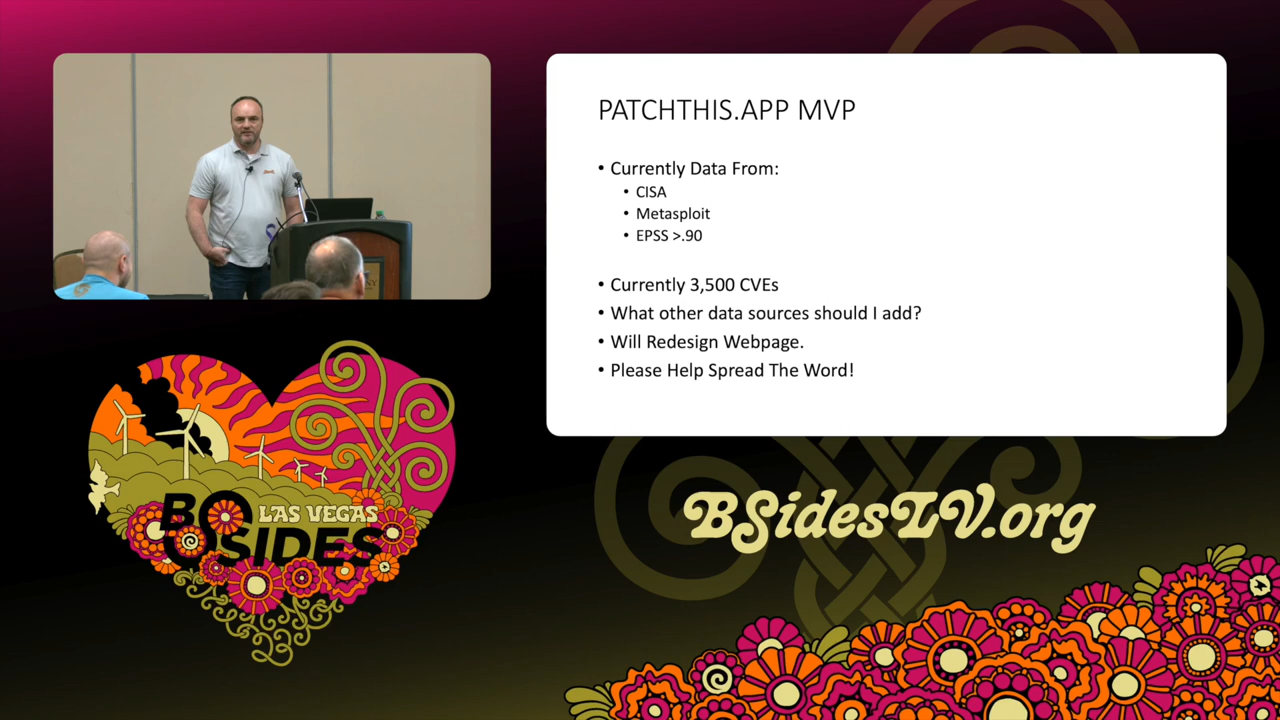 PATCHTHIS.APP MVP
• Currently Data From:
• CISA
• Metasploit
• EPSS >.90
• Currently 3,500 CVEs
• What other data sources should I add?
• Will Redesign Webpage.
• Please Help Spread The Word!
LAS VEGAS
BSIDES
BSidesLV.org